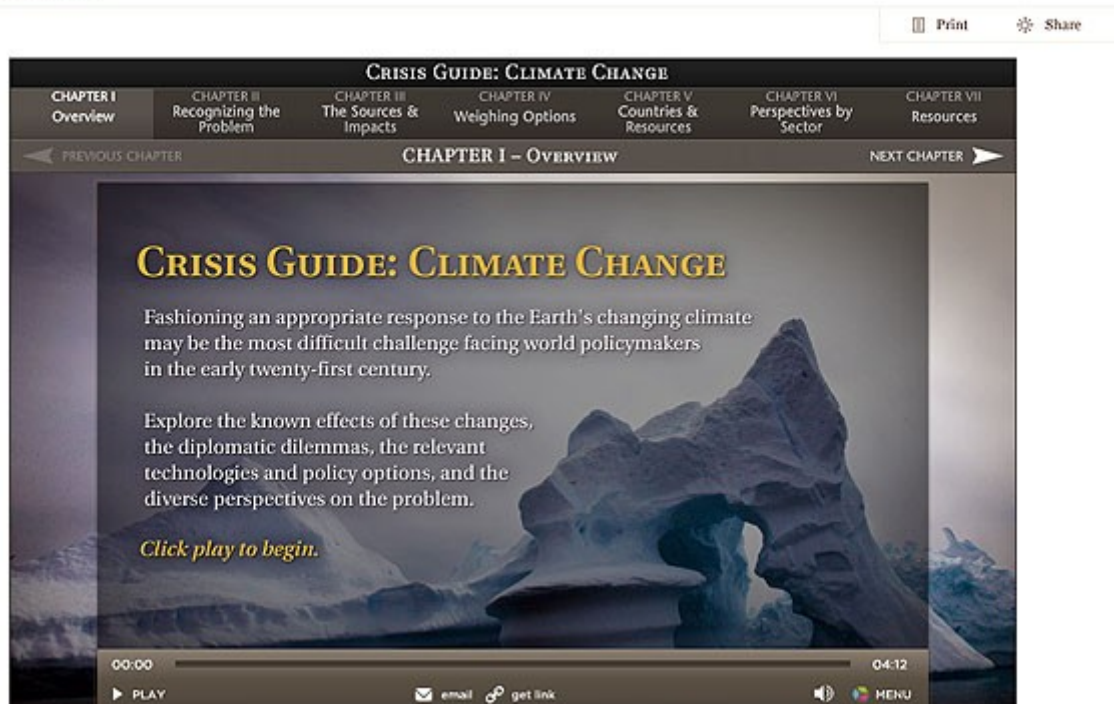 Print
Share
CRISIS GUIDE: CLIMATE CHANGE
CHAPTER I
Overview
CHAPTER II
Recognizing the
Problem
CHAPTER III
The Sources &
Impacts
CHAPTER IV
Weighing Options
CHAPTER V
Countries &
Resources
CHAPTER VI
Perspectives by
Sector
CHAPTER VII
Resources
PREVIOUS CHAPTER
CHAPTER I – OVERVIEW
NEXT CHAPTER
CRISIS GUIDE: CLIMATE CHANGE
Fashioning an appropriate response to the Earth's changing climate
may be the most difficult challenge facing world policymakers
in the early twenty-first century.
Explore the known effects of these changes,
the diplomatic dilemmas, the relevant
technologies and policy options, and the
diverse perspectives on the problem.
Click play to begin.
00:00
04:12
PLAY
email
get link
MENU